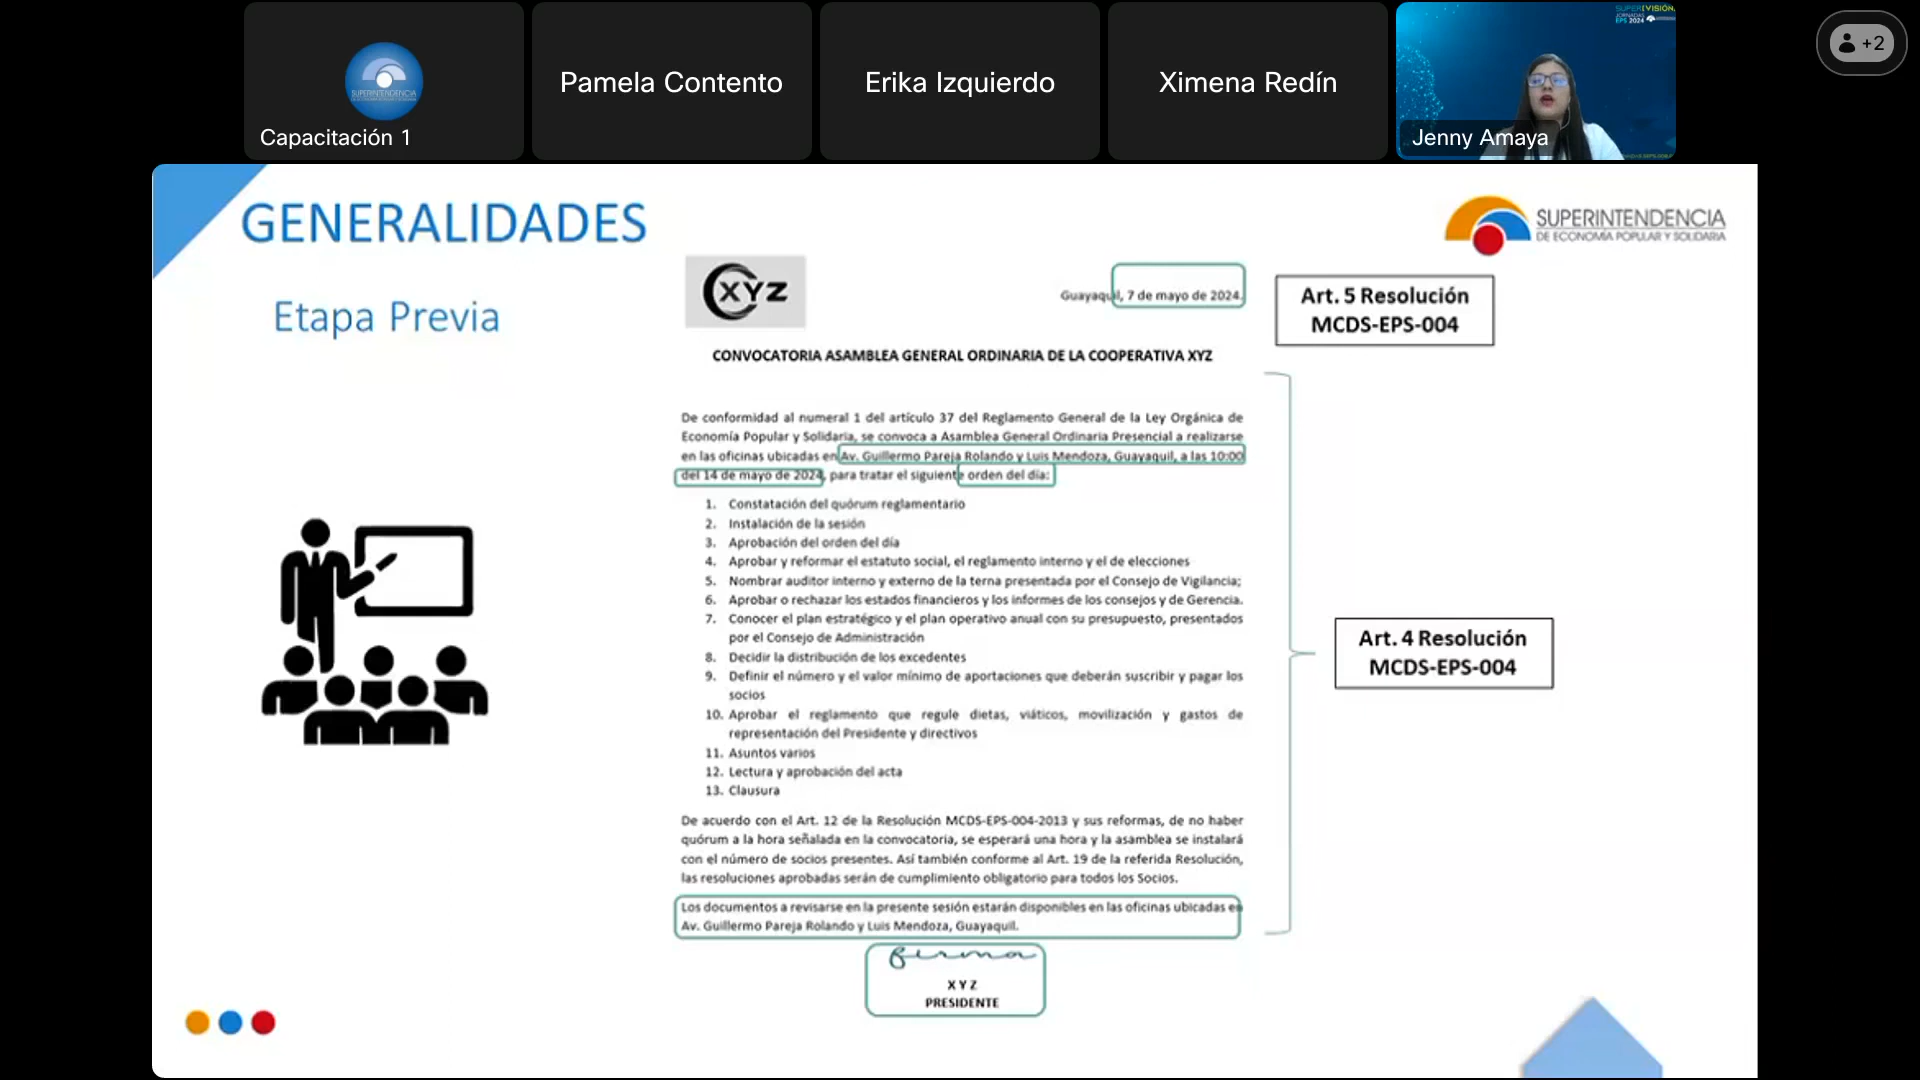 +2
SUPER[VISIÓN]
JORNADAS
EPS 2024
SUPERINTENDENCIA
DE ECONOMÍA POPULAR Y SOLIDARIA
Capacitación 1
Pamela Contento
Erika Izquierdo
Ximena Redín
Jenny Amaya
GENERALIDADES
SUPERINTENDENCIA
DE ECONOMÍA POPULAR Y SOLIDARIA
Etapa Previa
XYZ
Guayaquil, 7 de mayo de 2024.
Art. 5 Resolución
MCDS-EPS-004
CONVOCATORIA ASAMBLEA GENERAL ORDINARIA DE LA COOPERATIVA XYZ
De conformidad al numeral 1 del artículo 37 del Reglamento General de la Ley Orgánica de
Economía Popular y Solidaria, se convoca a Asamblea General Ordinaria Presencial a realizarse
en las oficinas ubicadas en Av. Guillermo Pareja Rolando y Luis Mendoza, Guayaquil, a las 10:00
del 14 de mayo de 2024, para tratar el siguiente orden del día:
1. Constatación del quórum reglamentario
2. Instalación de la sesión
3. Aprobación del orden del día
4. Aprobar y reformar el estatuto social, el reglamento interno y el de elecciones
5. Nombrar auditor interno y externo de la terna presentada por el Consejo de Vigilancia;
6. Aprobar o rechazar los estados financieros y los informes de los consejos y de Gerencia.
7. Conocer el plan estratégico y el plan operativo anual con su presupuesto, presentados
por el Consejo de Administración
8. Decidir la distribución de los excedentes
9. Definir el número y el valor mínimo de aportaciones que deberán suscribir y pagar los
socios
10. Aprobar el reglamento que regule dietas, viáticos, movilización y gastos de
representación del Presidente y directivos
11. Asuntos varios
12. Lectura y aprobación del acta
13. Clausura
Art. 4 Resolución
MCDS-EPS-004
De acuerdo con el Art. 12 de la Resolución MCDS-EPS-004-2013 y sus reformas, de no haber
quórum a la hora señalada en la convocatoria, se esperará una hora y la asamblea se instalará
con el número de socios presentes. Así también conforme al Art. 19 de la referida Resolución,
las resoluciones aprobadas serán de cumplimiento obligatorio para todos los Socios.
Los documentos a revisarse en la presente sesión estarán disponibles en las oficinas ubicadas en
Av. Guillermo Pareja Rolando y Luis Mendoza, Guayaquil.
firma
X Y Z
PRESIDENTE